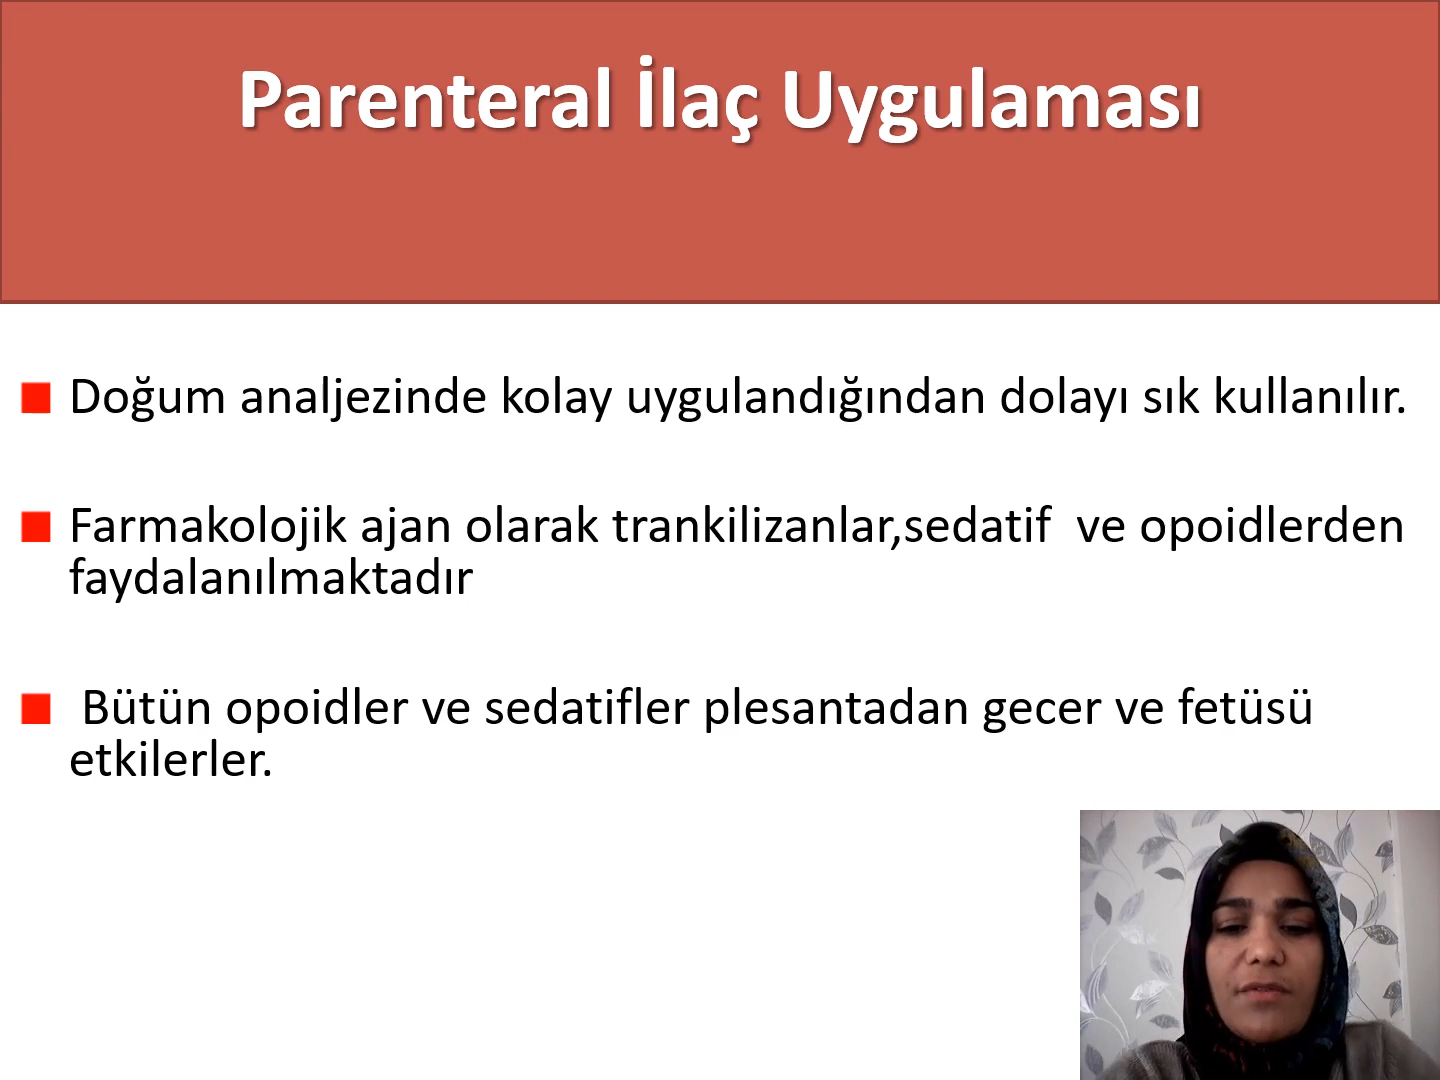 Parenteral İlaç Uygulaması
Doğum analjezinde kolay uygulandığından dolayı sık kullanılır.
Farmakolojik ajan olarak trankilizanlar,sedatif  ve opoidlerden
faydalanılmaktadır
Bütün opoidler ve sedatifler plesantadan gecer ve fetüsü
etkilerler.